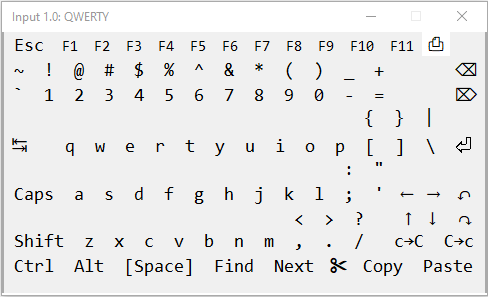 Input 1.0: QWERTY
Esc F1 F2 F3 F4 F5 F6 F7 F8 F9 F10 F11 ⎙
~ ! @ # $ % ^ & * ( ) _ + ⌫
` 1 2 3 4 5 6 7 8 9 0 - = ⌦
{ } |
↹ q w e r t y u i o p [ ] \ ⏎
: "
Caps a s d f g h j k l ; ' ← → ↶
< > ? ↑ ↓ ↷
Shift z x c v b n m , . / c→C C→c
Ctrl Alt [Space] Find Next ✂ Copy Paste